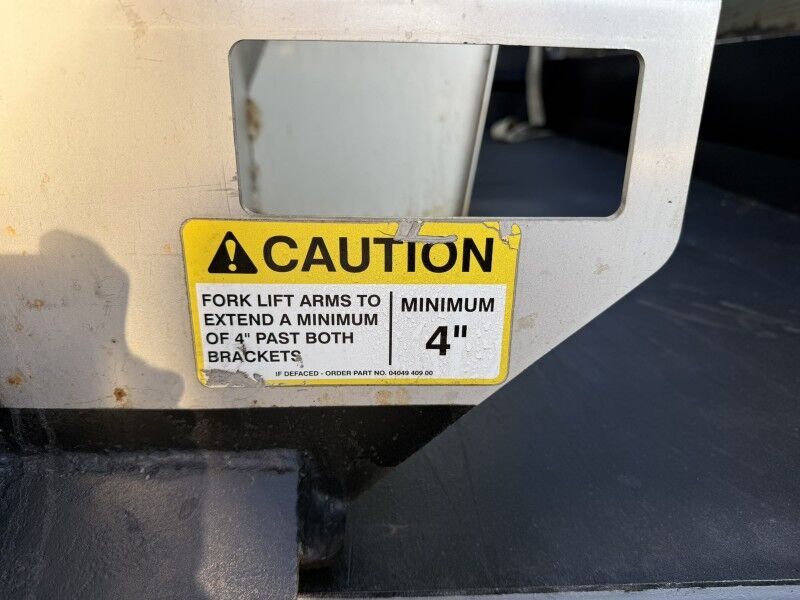 CAUTION
FORK LIFT ARMS TO
EXTEND A MINIMUM
OF 4" PAST BOTH
BRACKETS
MINIMUM
4"
IF DEFACED - ORDER PART NO. 04049 409 00